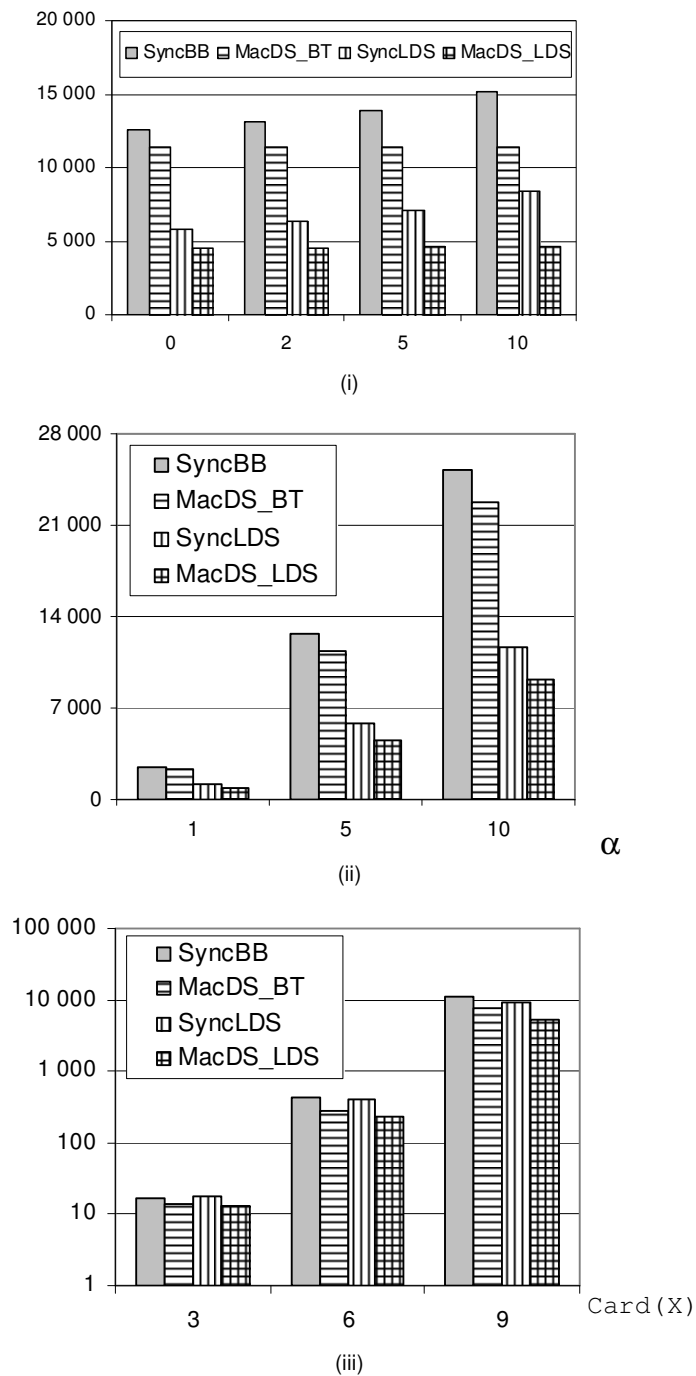 20 000
SyncBB MacDS_BT SyncLDS MacDS_LDS
15 000
10 000
5 000
0
0 2 5 10
(i)
28 000
SyncBB
MacDS_BT
21 000
SyncLDS
MacDS_LDS
14 000
7 000
0
1 5 10
α
(ii)
100 000
SyncBB
MacDS_BT
10 000
SyncLDS
MacDS_LDS
1 000
100
10
1
3 6 9
Card(X)
(iii)